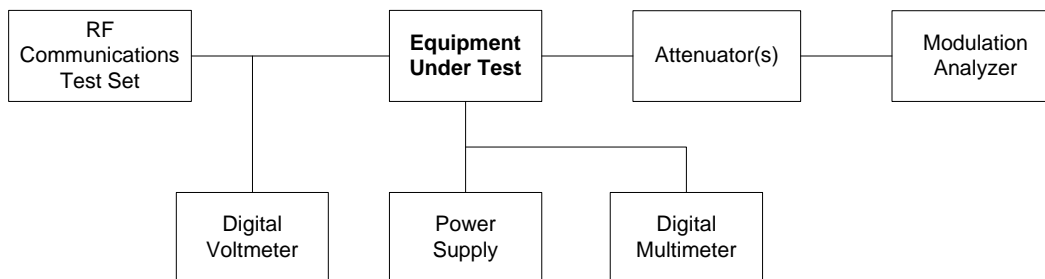 RF
Communications
Test Set
Equipment
Under Test
Attenuator(s)
Modulation
Analyzer
Digital
Voltmeter
Power
Supply
Digital
Multimeter